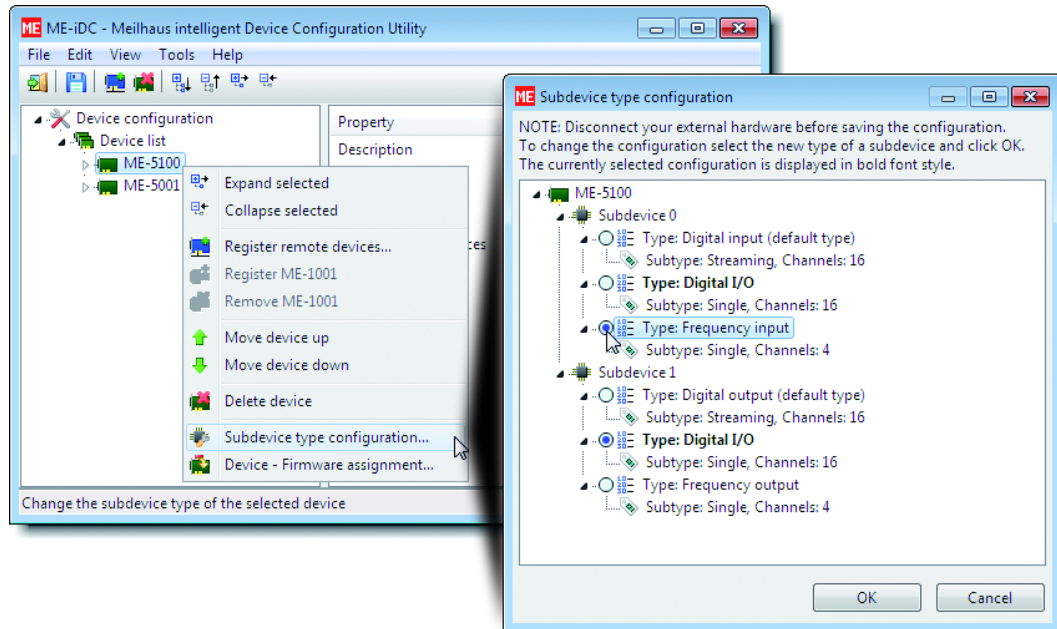 ME ME-iDC - Meilhaus intelligent Device Configuration Utility
File Edit View Tools Help
Device configuration
Device list
ME-5100
ME-5001
Property
Description
ces
Expand selected
Collapse selected
Register remote devices...
Register ME-1001
Remove ME-1001
Move device up
Move device down
Delete device
Subdevice type configuration...
Device - Firmware assignment...
Change the subdevice type of the selected device
ME Subdevice type configuration
NOTE: Disconnect your external hardware before saving the configuration.
To change the configuration select the new type of a subdevice and click OK.
The currently selected configuration is displayed in bold font style.
ME-5100
Subdevice 0
Type: Digital input (default type)
Subtype: Streaming, Channels: 16
Type: Digital I/O
Subtype: Single, Channels: 16
Type: Frequency input
Subtype: Single, Channels: 4
Subdevice 1
Type: Digital output (default type)
Subtype: Streaming, Channels: 16
Type: Digital I/O
Subtype: Single, Channels: 16
Type: Frequency output
Subtype: Single, Channels: 4
OK Cancel